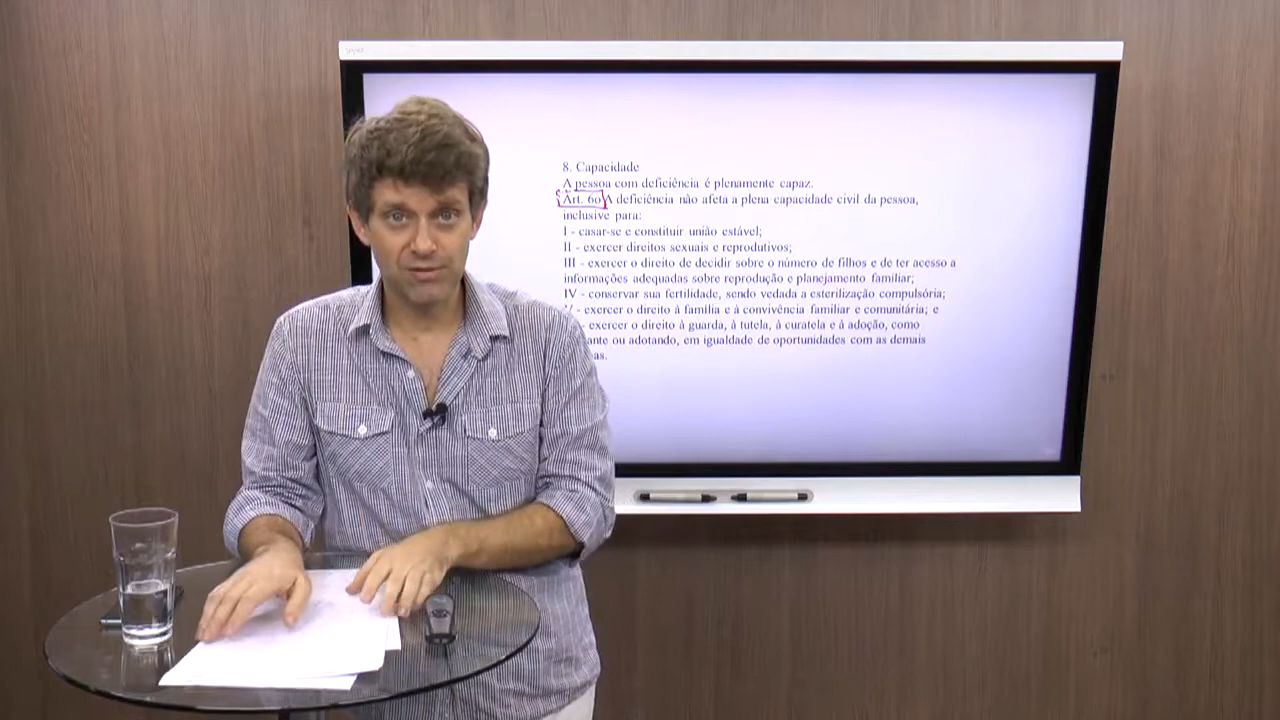 8. Capacidade
A pessoa com deficiência é plenamente capaz.
Art. 6o A deficiência não afeta a plena capacidade civil da pessoa,
inclusive para:
I - casar-se e constituir união estável;
II - exercer direitos sexuais e reprodutivos;
III - exercer o direito de decidir sobre o número de filhos e de ter acesso a
informações adequadas sobre reprodução e planejamento familiar;
IV - conservar sua fertilidade, sendo vedada a esterilização compulsória;
V - exercer o direito à família e à convivência familiar e comunitária; e
exercer o direito à guarda, à tutela, à curatela e à adoção, como
ante ou adotando, em igualdade de oportunidades com as demais
as.